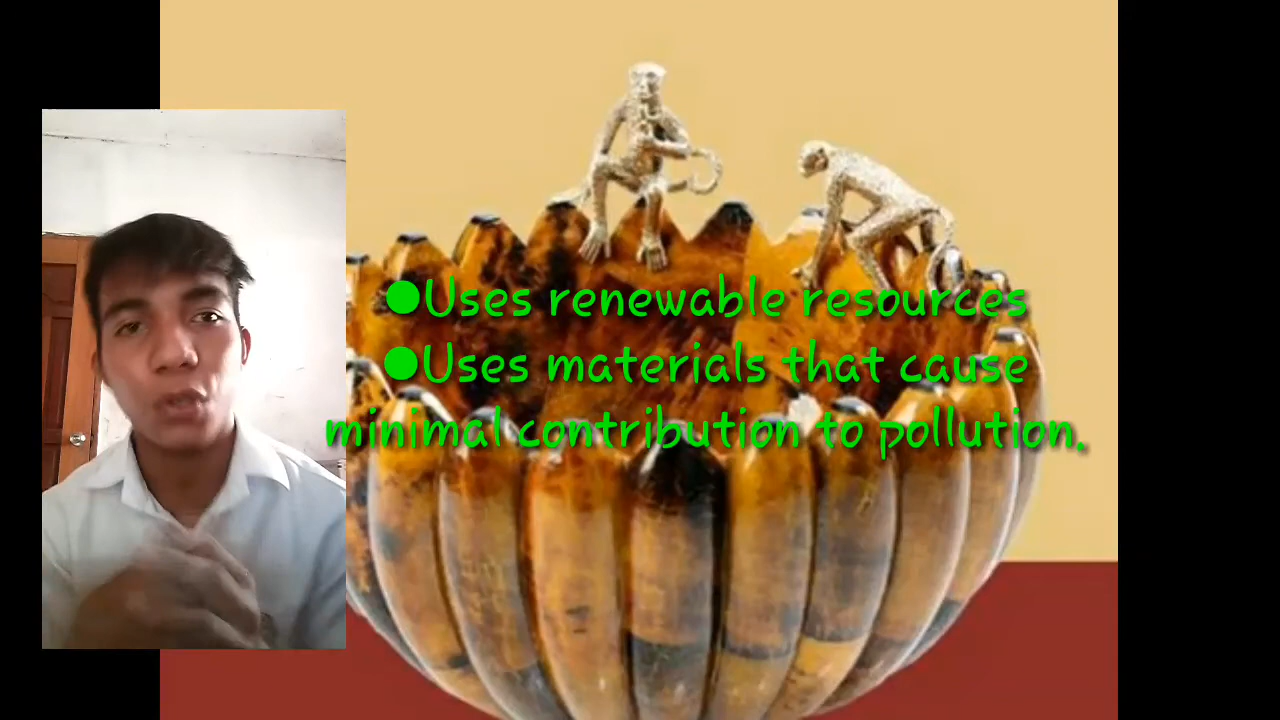 ●Uses renewable resources
●Uses materials that cause
minimal contribution to pollution.